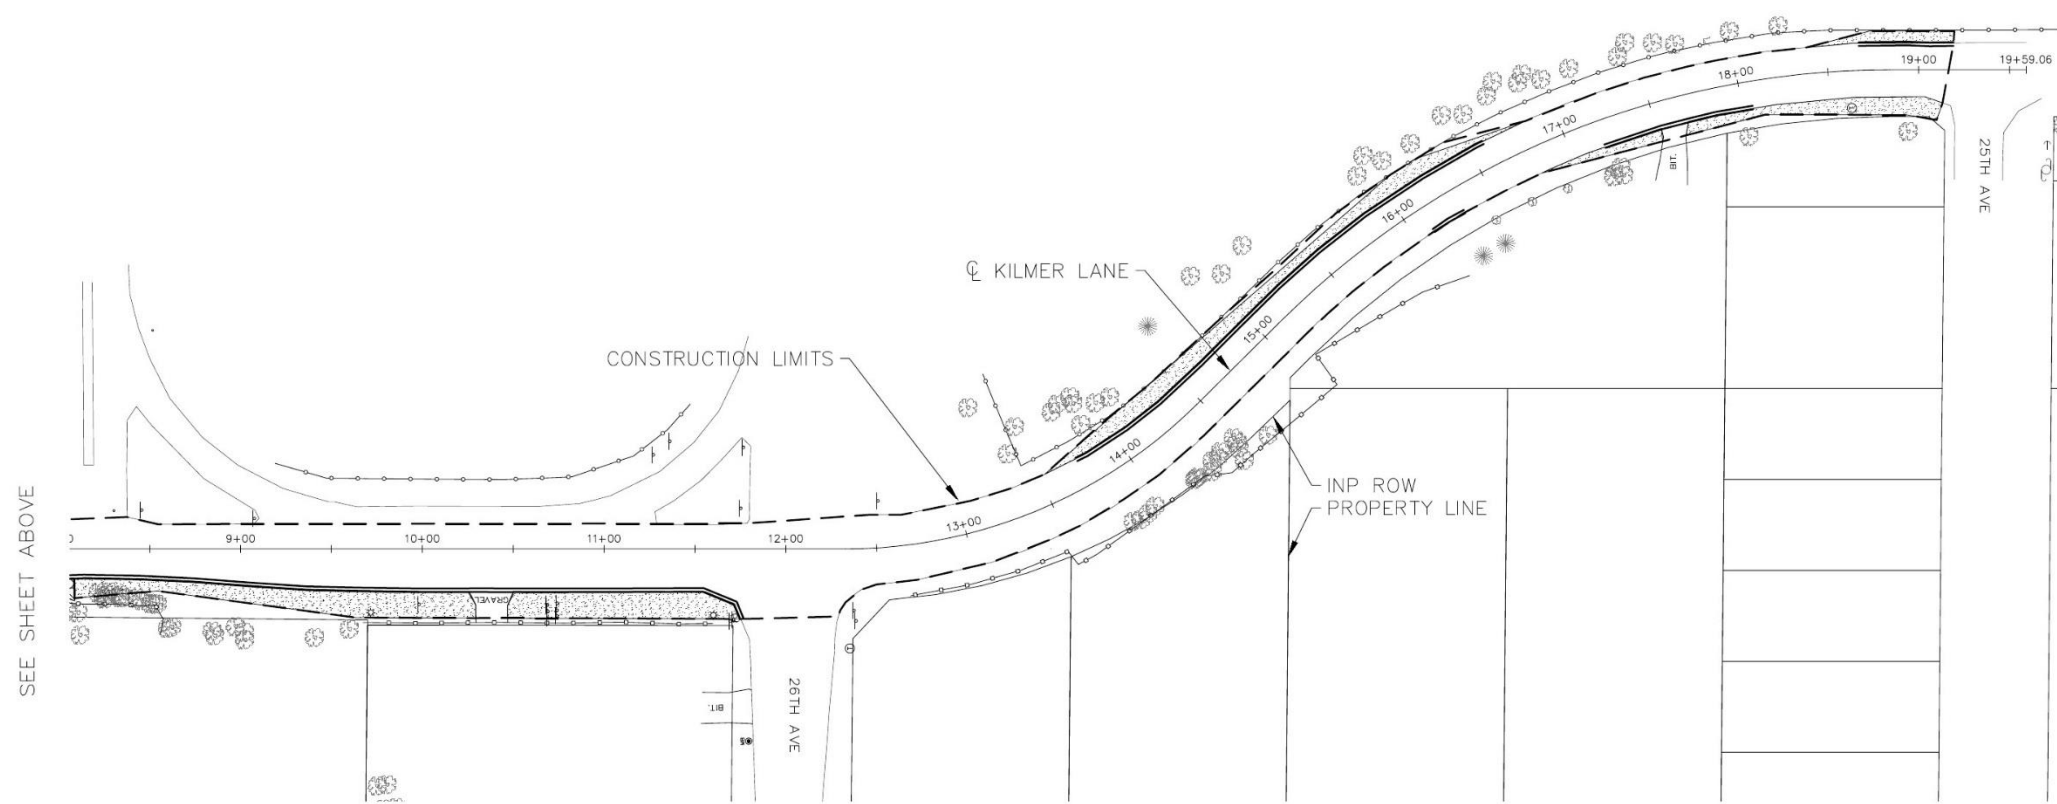 19+00
19+59.06
18+00
17+00
25TH AVE
BIT.
16+00
℄ KILMER LANE
15+00
CONSTRUCTION LIMITS
14+00
INP ROW
PROPERTY LINE
SEE SHEET ABOVE
13+00
0
9+00
10+00
11+00
1112+00
GRAVEL
26TH AVE
BIT.